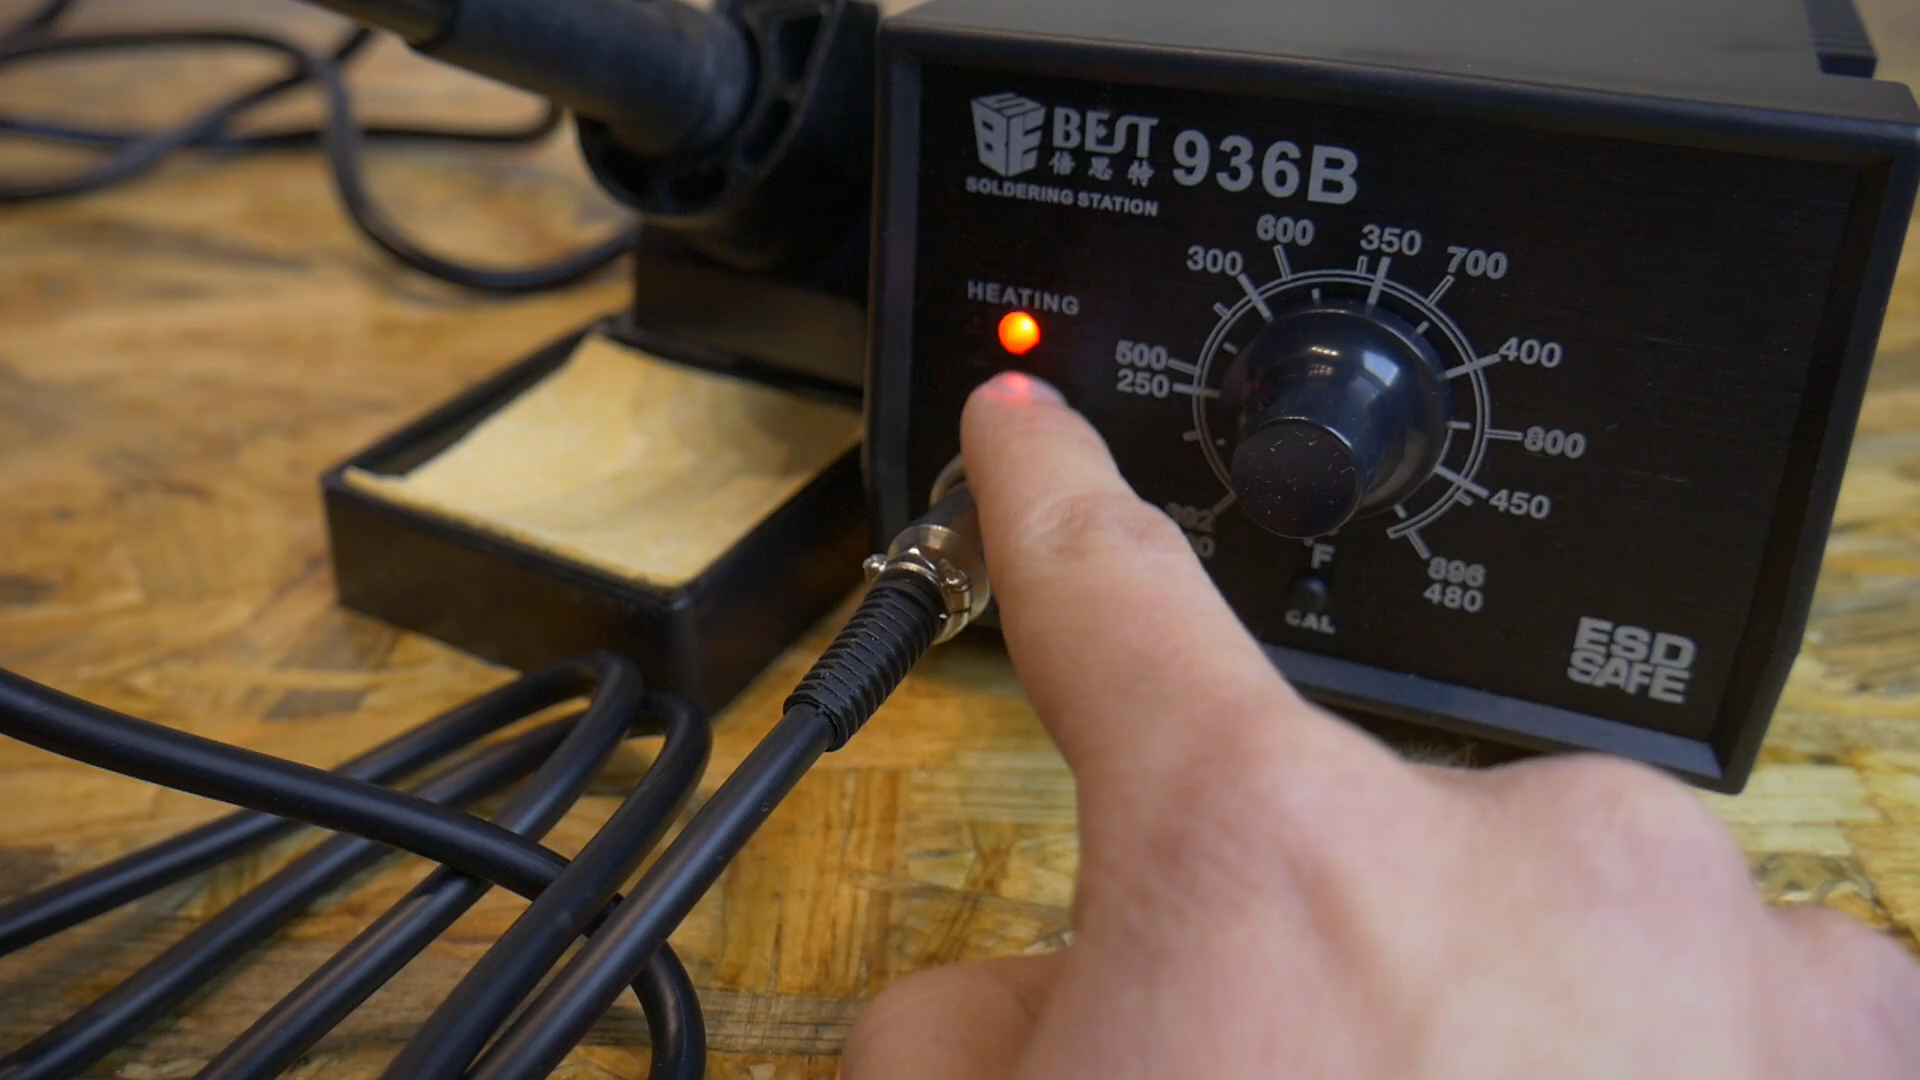 BEST 936B
倍思特
SOLDERING STATION
HEATING
600
350
700
300
400
500
250
800
450
896
480
°F
CAL
ESD
SAFE